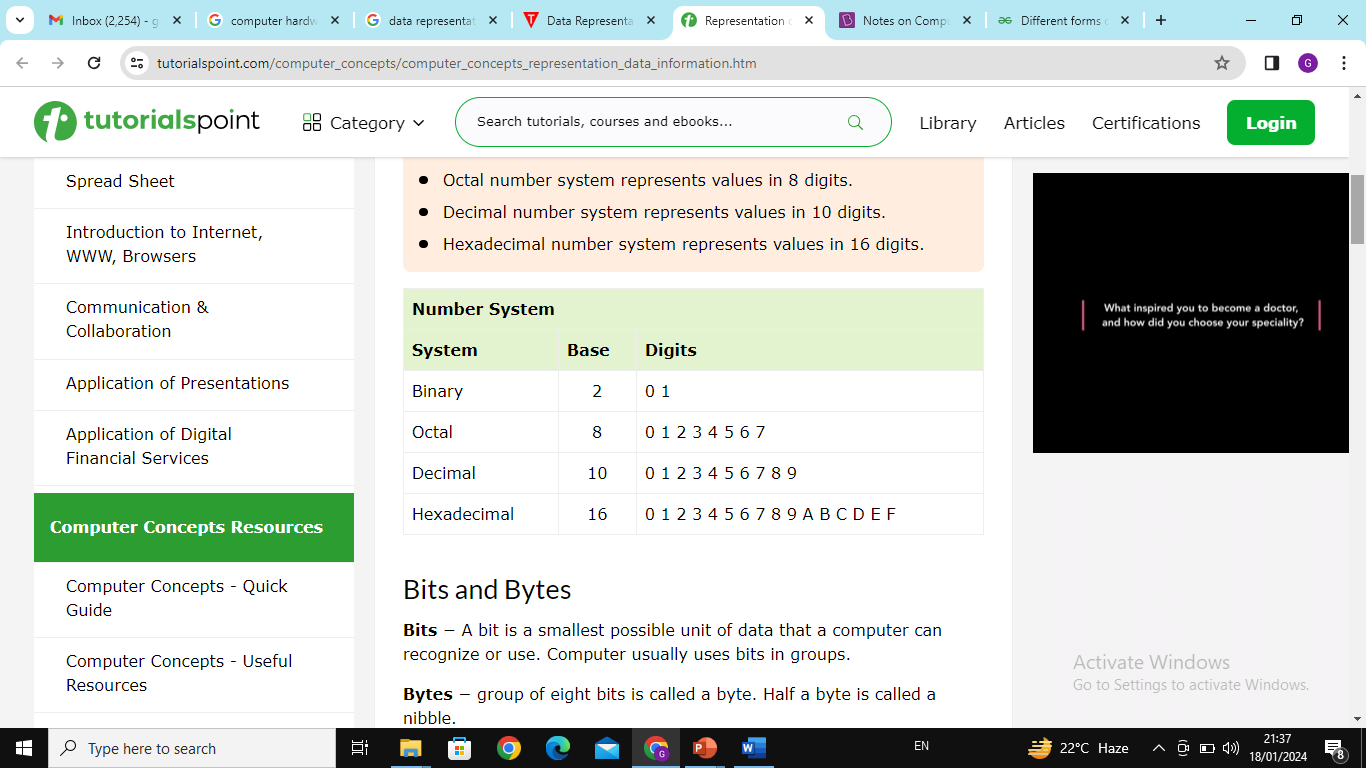 Inbox (2,254) - g
computer hardw
data representat
Data Representa
Representation
Notes on Comp
Different forms
tutorialspoint.com/computer_concepts/computer_concepts_representation_data_information.htm
G
tutorialspoint
Category
Search tutorials, courses and ebooks...
Library
Articles
Certifications
Login
Spread Sheet
Introduction to Internet,
WWW, Browsers
Communication &
Collaboration
Application of Presentations
Application of Digital
Financial Services
Computer Concepts Resources
Computer Concepts - Quick
Guide
Computer Concepts - Useful
Resources
Octal number system represents values in 8 digits.
Decimal number system represents values in 10 digits.
Hexadecimal number system represents values in 16 digits.
Number System
System Base Digits
Binary 2 0 1
Octal 8 0 1 2 3 4 5 6 7
Decimal 10 0 1 2 3 4 5 6 7 8 9
Hexadecimal 16 0 1 2 3 4 5 6 7 8 9 A B C D E F
Bits and Bytes
Bits − A bit is a smallest possible unit of data that a computer can
recognize or use. Computer usually uses bits in groups.
Bytes − group of eight bits is called a byte. Half a byte is called a
nibble.
What inspired you to become a doctor,
and how did you choose your speciality?
Activate Windows
Go to Settings to activate Windows.
Type here to search
EN
22°C Haze
21:37
18/01/2024
8